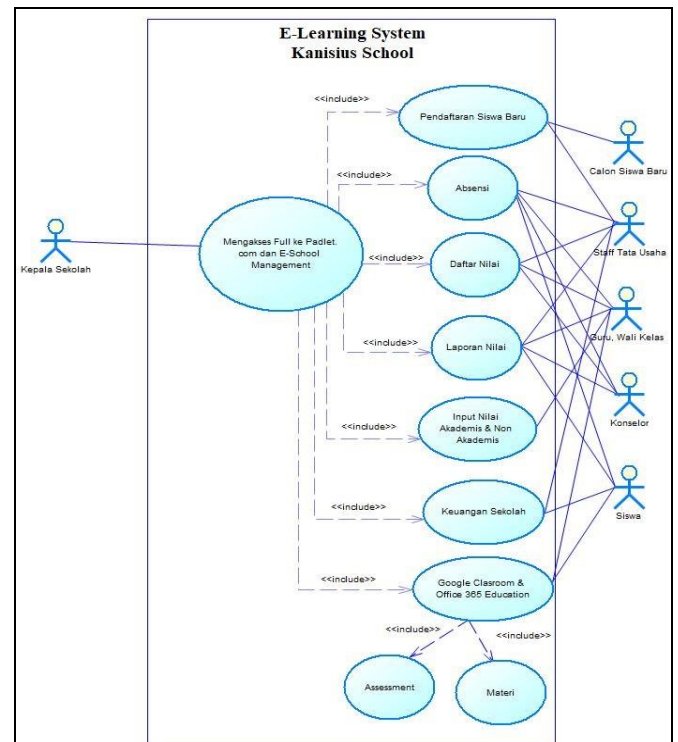 E-Learning System
Kanisius School
<<include>>
Pendaftaran Siswa Baru
Calon Siswa Baru
<<include>>
Absensi
Staff Tata Usaha
Kepala Sekolah
Mengakses Full ke Padlet.
com dan E-School
Management
<<include>>
Daftar Nilai
Guru, Wali Kelas
<<include>>
Laporan Nilai
Konselor
<<include>>
Input Nilai
Akademis & Non
Akademis
<<include>>
Keuangan Sekolah
Siswa
<<include>>
Google Clasroom &
Office 365 Education
<<include>>
<<include>>
Assessment
Materi